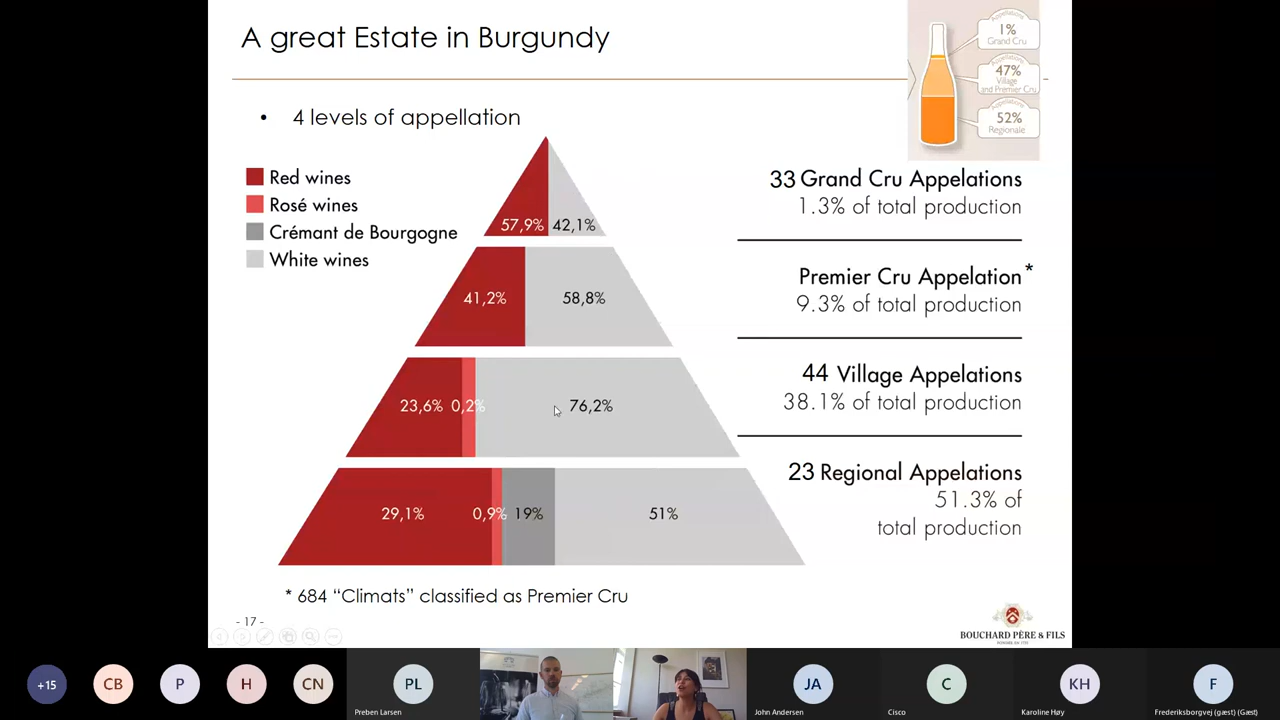 A great Estate in Burgundy
Appellations
1%
Grand Cru
Appellations
47%
Village
and Premier Cru
Appellations
52%
Regionale
• 4 levels of appellation
Red wines
Rosé wines
Crémant de Bourgogne
White wines
57,9% 42,1%
41,2% 58,8%
23,6% 0,2% 76,2%
29,1% 0,9% 19% 51%
33 Grand Cru Appelations
1.3% of total production
Premier Cru Appelation*
9.3% of total production
44 Village Appelations
38.1% of total production
23 Regional Appelations
51.3% of
total production
* 684 “Climats” classified as Premier Cru
- 17 -
BOUCHARD PÈRE & FILS
+15
CB
P
H
CN
PL
Preben Larsen
JA
John Andersen
C
Cisco
KH
Karoline Høy
F
Frederiksborgvej (gæst) (Gæst)